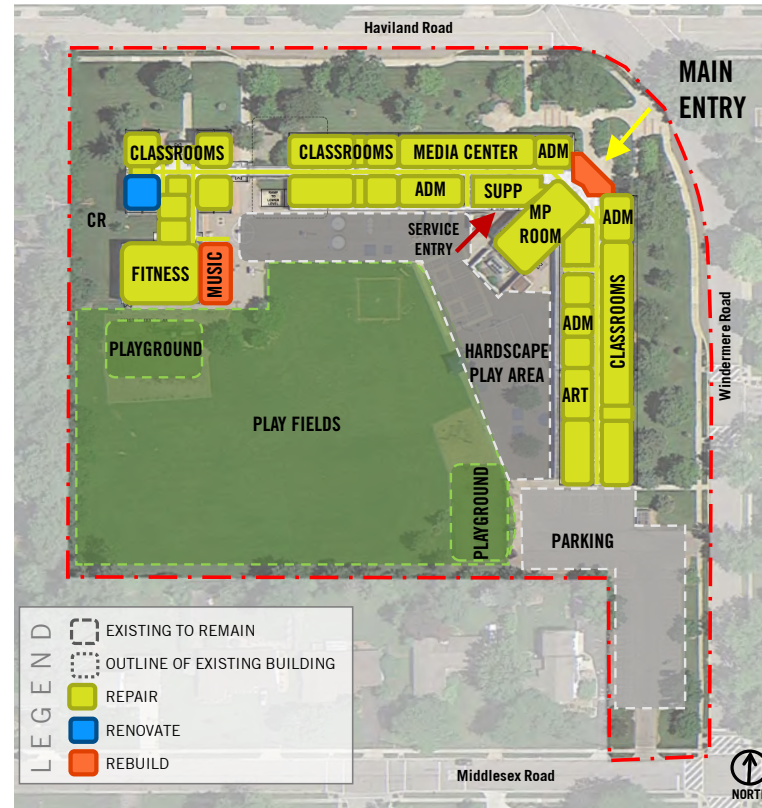 Haviland Road
MAIN
ENTRY
CLASSROOMS
CLASSROOMS
MEDIA CENTER
ADM
ADM
SUPP
MP
ROOM
ADM
CR
SERVICE
ENTRY
FITNESS
MUSIC
ADM
CLASSROOMS
Windermere Road
PLAYGROUND
HARDSCAPE
PLAY AREA
ART
PLAY FIELDS
PLAYGROUND
PARKING
LEGEND
EXISTING TO REMAIN
OUTLINE OF EXISTING BUILDING
REPAIR
RENOVATE
REBUILD
Middlesex Road
NORTH